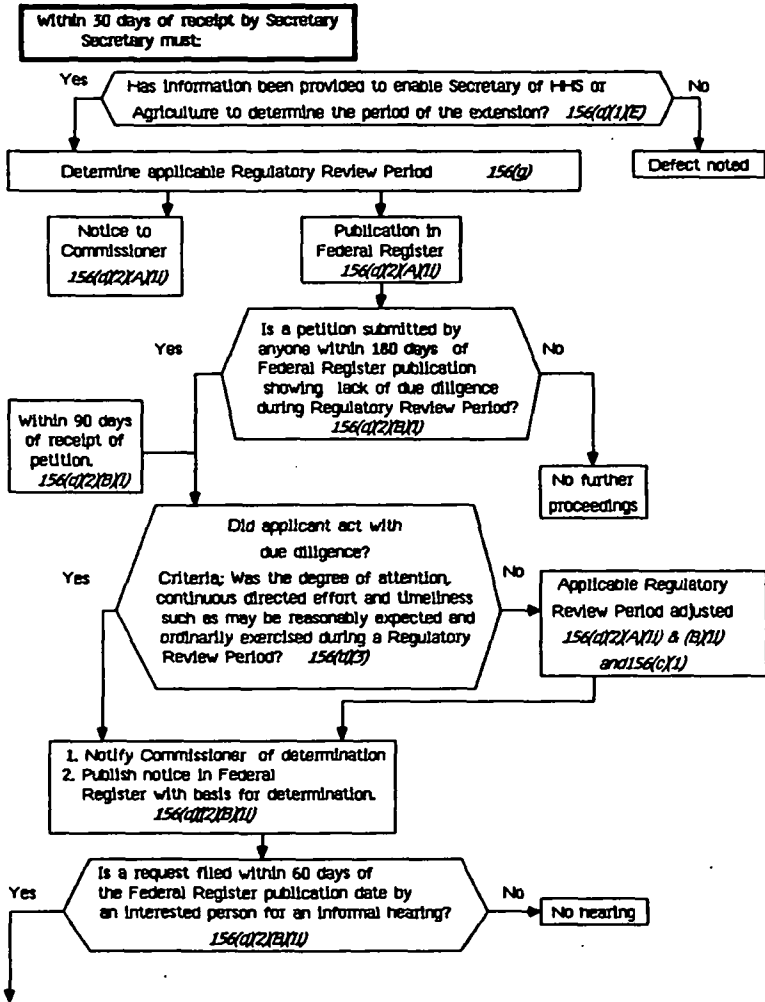 Within 30 days of receipt by Secretary
Secretary must:
Yes
Has information been provided to enable Secretary of HHS or
Agriculture to determine the period of the extension? 156(d)(1)(E)
No
Determine applicable Regulatory Review Period 156(g)
Defect noted
Notice to
Commissioner
156(d)(2)(A)(ii)
Publication in
Federal Register
156(d)(2)(A)(ii)
Yes
Is a petition submitted by
anyone within 180 days of
Federal Register publication
showing lack of due diligence
during Regulatory Review Period?
156(d)(2)(B)(i)
No
Within 90 days
of receipt of
petition.
156(d)(2)(B)(i)
No further
proceedings
Did applicant act with
due diligence?
Yes
Criteria; Was the degree of attention,
continuous directed effort and timeliness
such as may be reasonably expected and
ordinarily exercised during a Regulatory
Review Period? 156(d)(3)
No
Applicable Regulatory
Review Period adjusted
156(d)(2)(A)(ii) & (B)(ii)
and156(c)(1)
1. Notify Commissioner of determination
2. Publish notice in Federal
Register with basis for determination.
156(d)(2)(B)(ii)
Yes
Is a request filed within 60 days of
the Federal Register publication date by
an interested person for an informal hearing?
156(d)(2)(B)(ii)
No
No hearing